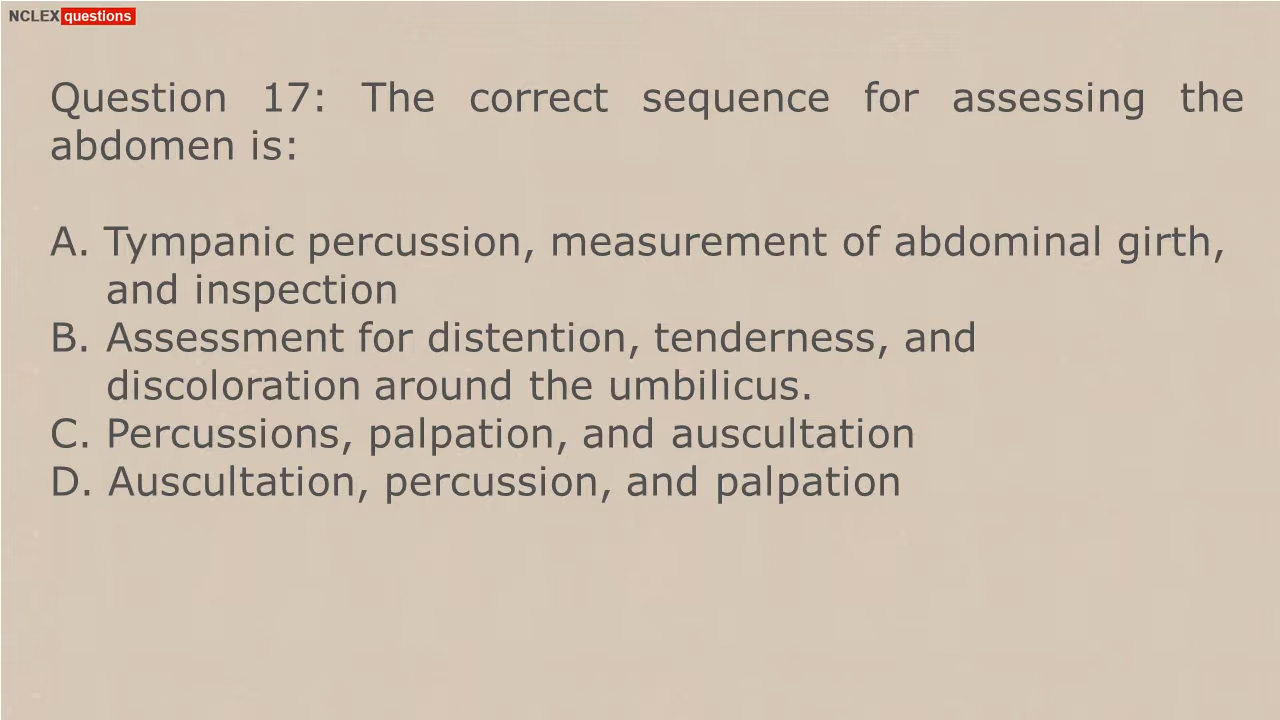 NCLEX questions
Question 17: The correct sequence for assessing the
abdomen is:
A. Tympanic percussion, measurement of abdominal girth,
and inspection
B. Assessment for distention, tenderness, and
discoloration around the umbilicus.
C. Percussions, palpation, and auscultation
D. Auscultation, percussion, and palpation